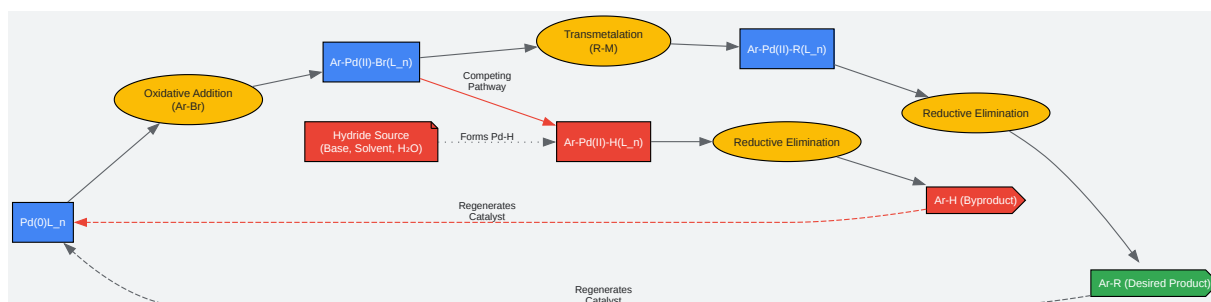 Transmetalation
(R-M)
Ar-Pd(II)-Br(L_n)
Ar-Pd(II)-R(L_n)
Competing
Pathway
Oxidative Addition
(Ar-Br)
Reductive Elimination
Hydride Source
(Base, Solvent, H₂O)
Forms Pd-H
Ar-Pd(II)-H(L_n)
Reductive Elimination
Ar-H (Byproduct)
Regenerates
Catalyst
Pd(0)L_n
Ar-R (Desired Product)
Regenerates
Catalyst